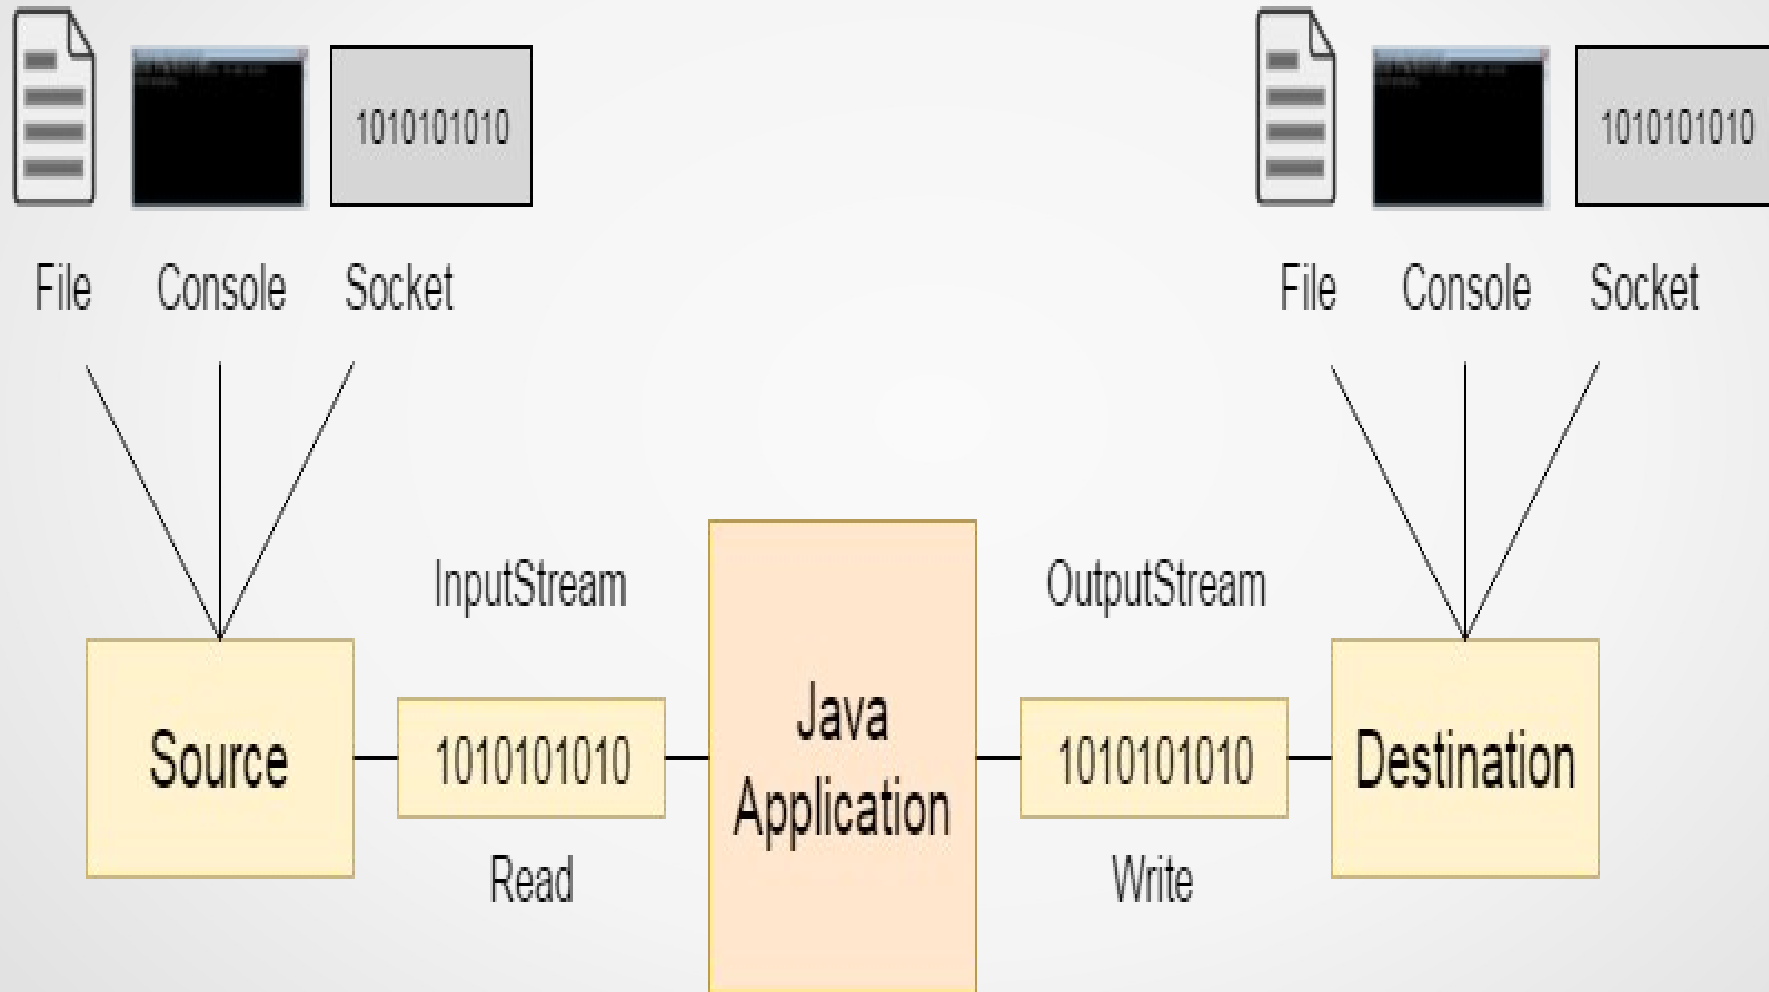 1010101010
1010101010
File Console Socket
File Console Socket
InputStream
OutputStream
Source
1010101010
Java
Application
1010101010
Destination
Read
Write